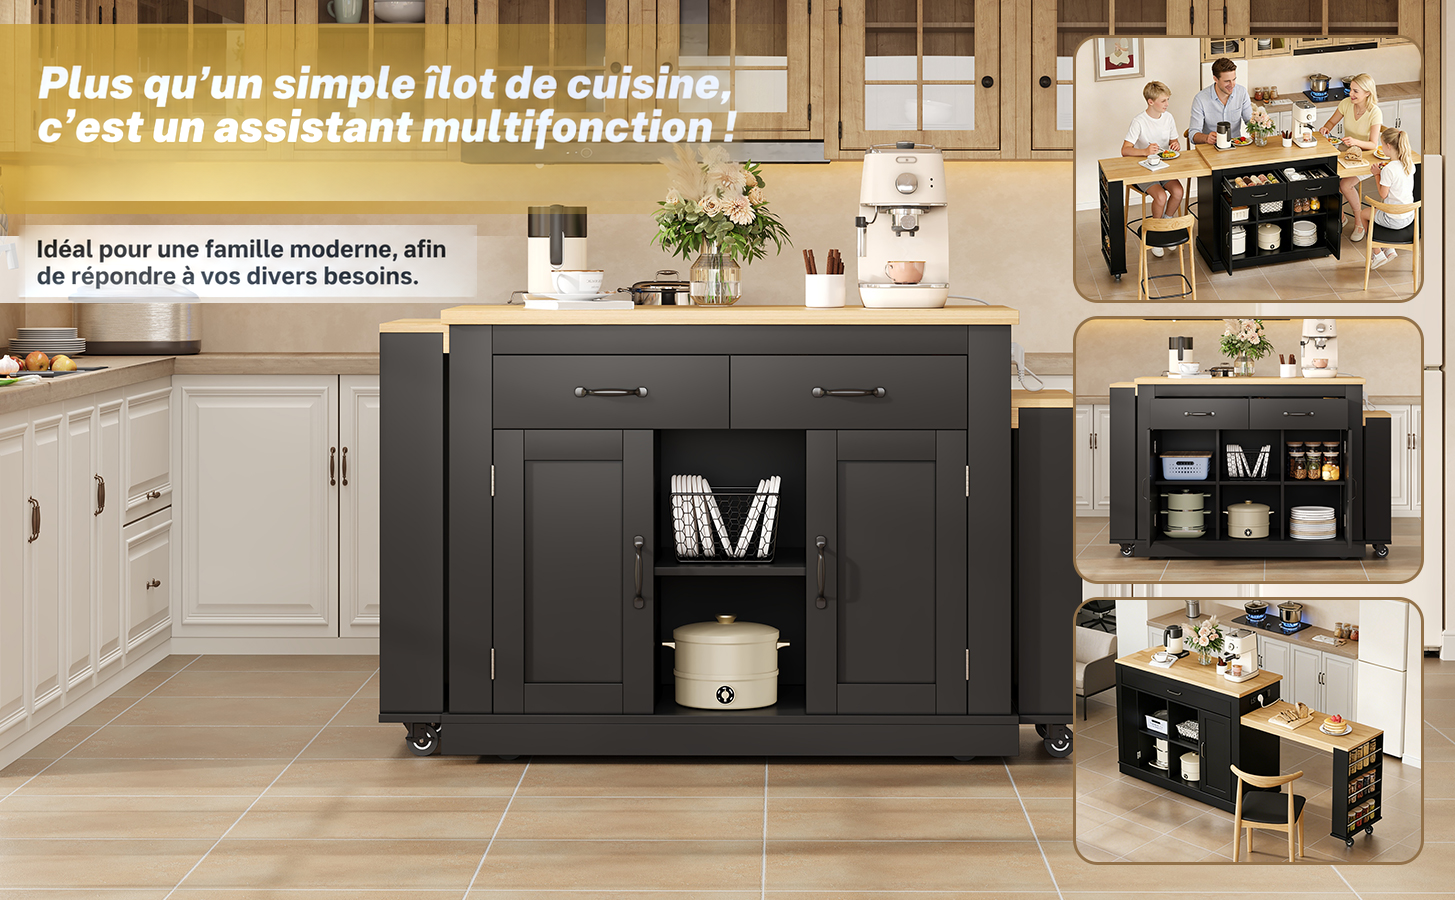 Plus qu’un simple îlot de cuisine,
c’est un assistant multifonction !
Idéal pour une famille moderne, afin
de répondre à vos divers besoins.